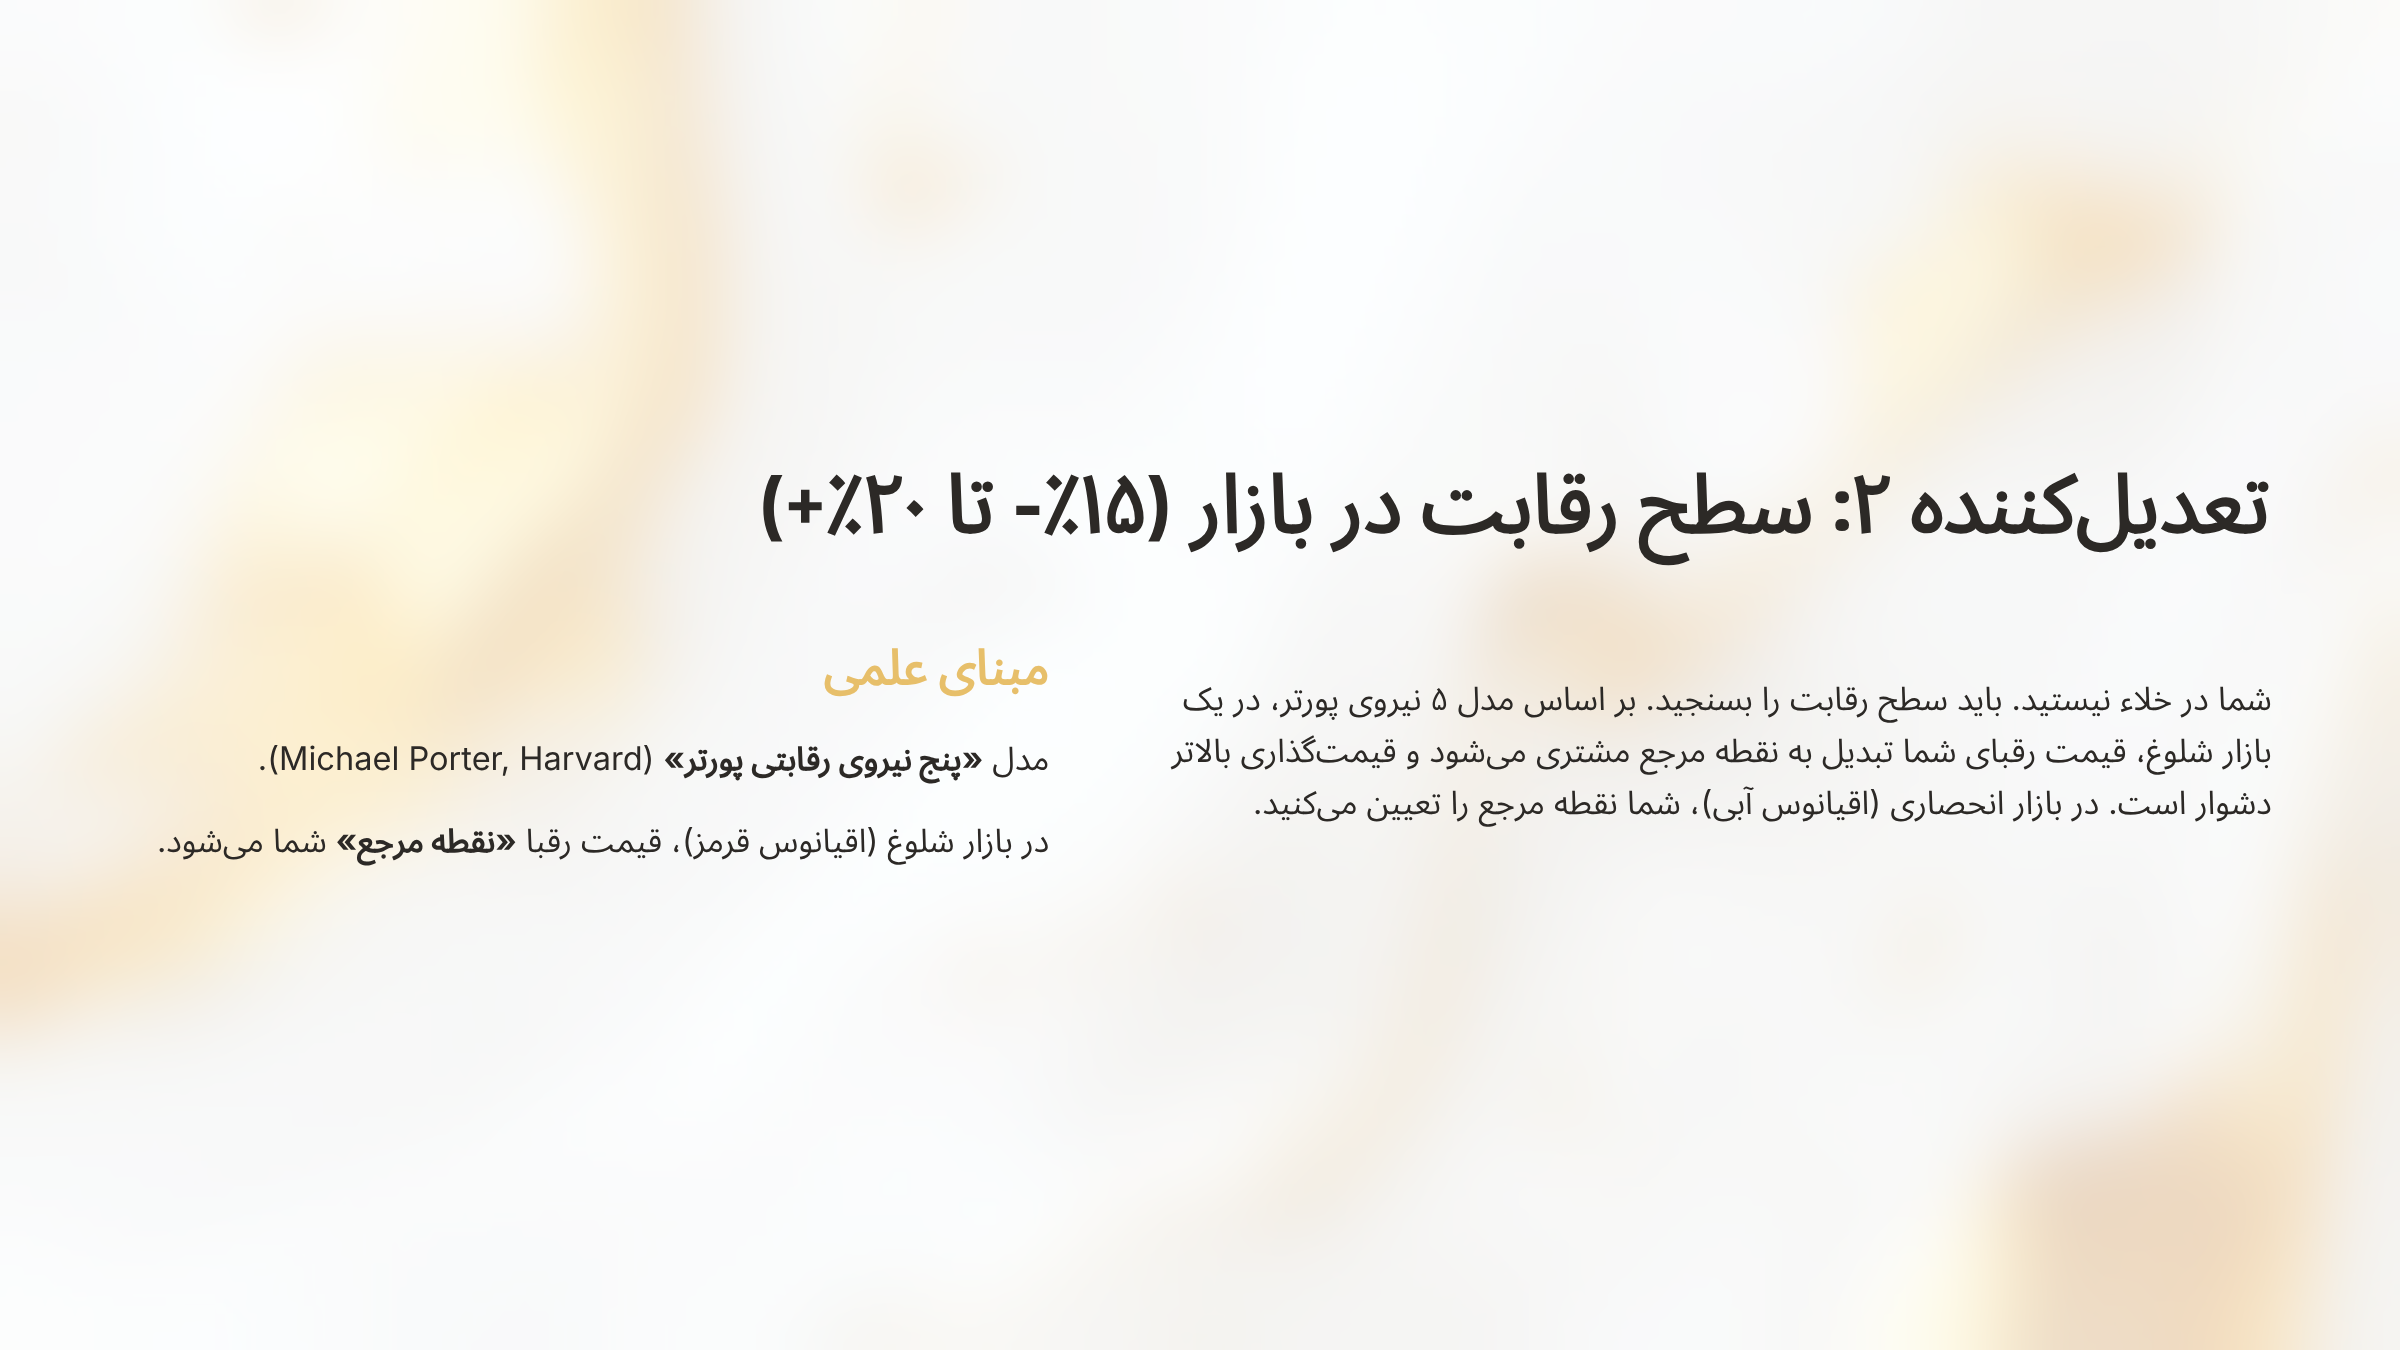 تعدیل‌کننده ۲: سطح رقابت در بازار (۱۵٪- تا ۲۰٪+)
شما در خلاء نیستید. باید سطح رقابت را بسنجید. بر اساس مدل ۵ نیروی پورتر، در یک
بازار شلوغ، قیمت رقبای شما تبدیل به نقطه مرجع مشتری می‌شود و قیمت‌گذاری بالاتر
دشوار است. در بازار انحصاری (اقیانوس آبی)، شما نقطه مرجع را تعیین می‌کنید.
مبنای علمی
مدل «پنج نیروی رقابتی پورتر» (Michael Porter, Harvard).
در بازار شلوغ (اقیانوس قرمز)، قیمت رقبا «نقطه مرجع» شما می‌شود.